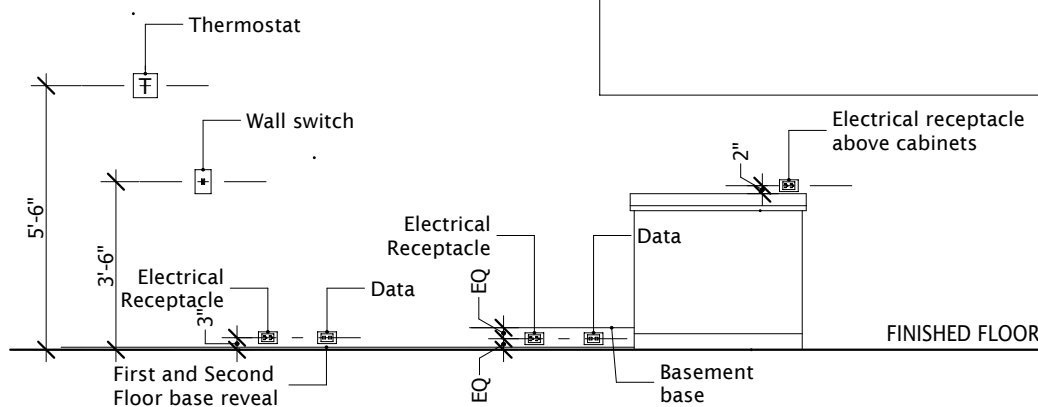 Thermostat
T
Wall switch
Electrical receptacle
above cabinets
2"
5'-6"
3'-6"
Electrical
Receptacle
3"
Data
Electrical
Receptacle
EQ
Data
FINISHED FLOOR
First and Second
Floor base reveal
EQ
Basement
base